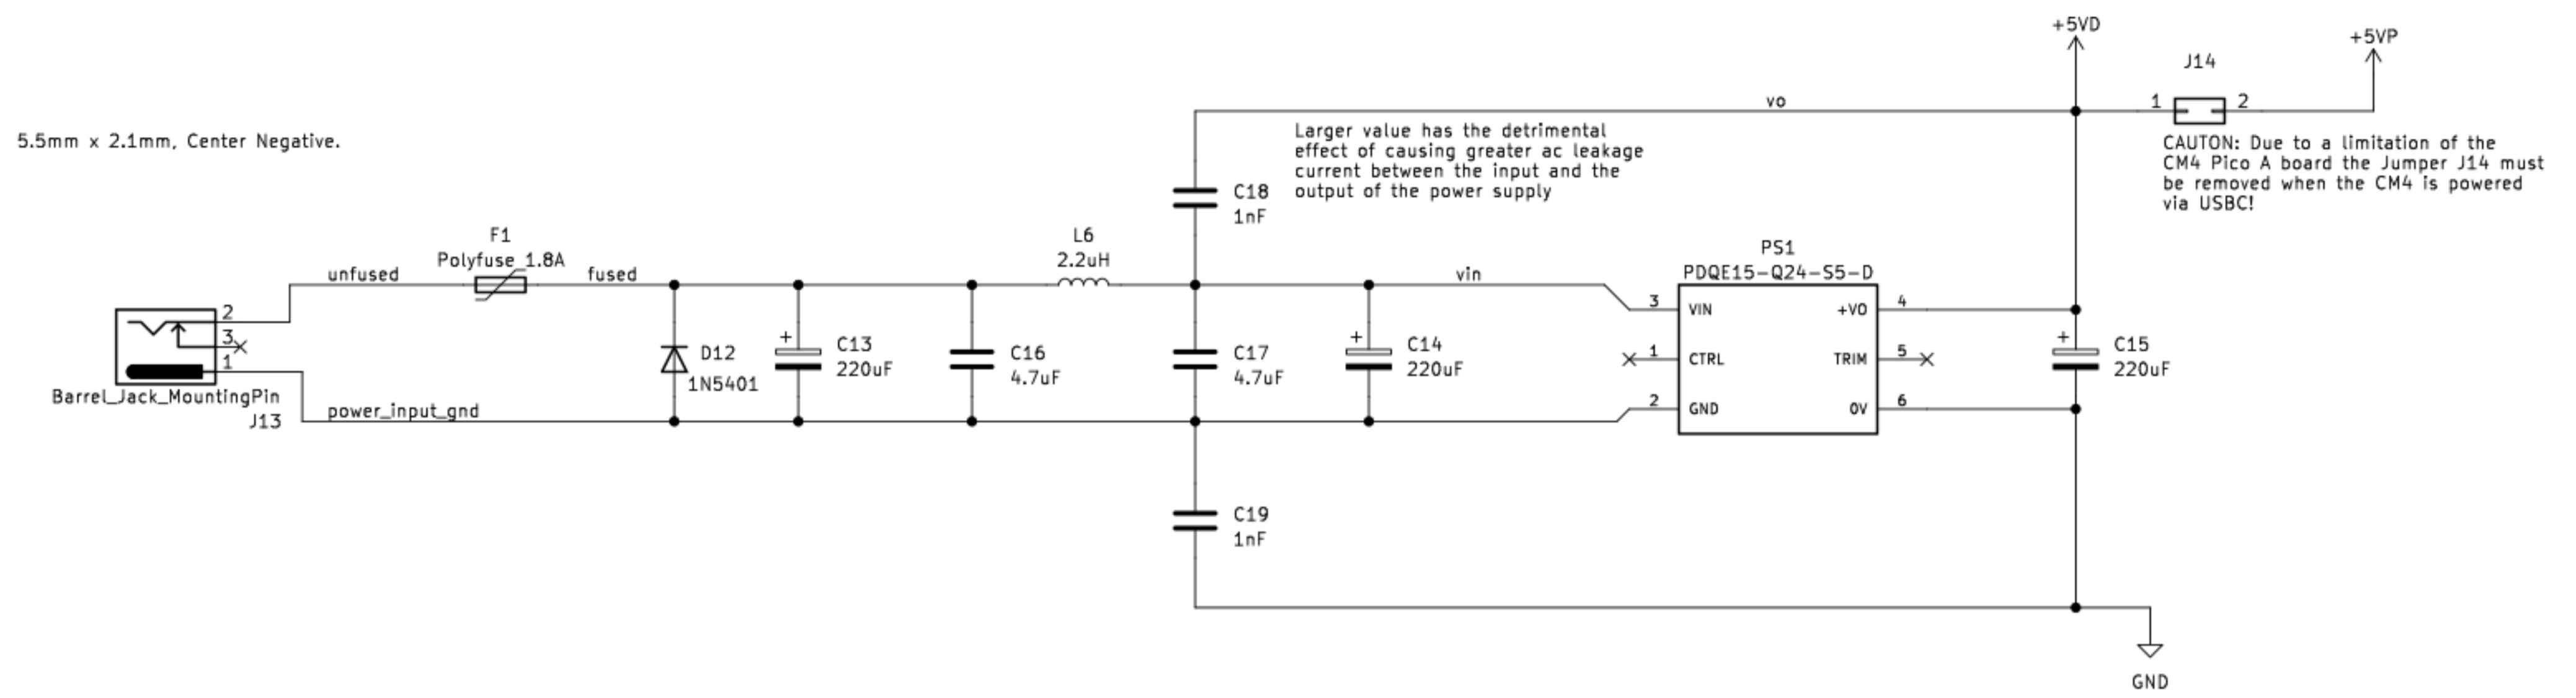 +5VD
+5VP
J14
vo
1
2
5.5mm x 2.1mm, Center Negative.
Larger value has the detrimental
effect of causing greater ac leakage
current between the input and the
output of the power supply
CAUTON: Due to a limitation of the
CM4 Pico A board the Jumper J14 must
be removed when the CM4 is powered
via USBC!
C18
1nF
F1
Polyfuse 1.8A
L6
2.2uH
PS1
PDQE15-Q24-S5-D
unfused
fused
vin
2
3
1
Barrel_Jack_MountingPin
J13
power_input_gnd
D12
1N5401
+
C13
220uF
C16
4.7uF
C17
4.7uF
+
C14
220uF
3
VIN
+VO
4
1
CTRL
TRIM
5
2
GND
0V
6
+
C15
220uF
C19
1nF
GND